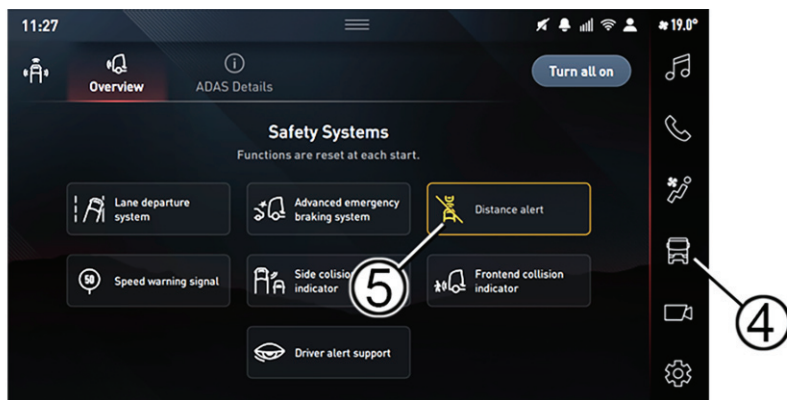 11:27
19.0°
Overview
ADAS Details
Turn all on
Safety Systems
Functions are reset at each start.
Lane departure
system
Advanced emergency
braking system
Distance alert
50
Speed warning signal
Side colisio
indicator
Frontend collision
indicator
Driver alert support
5
4